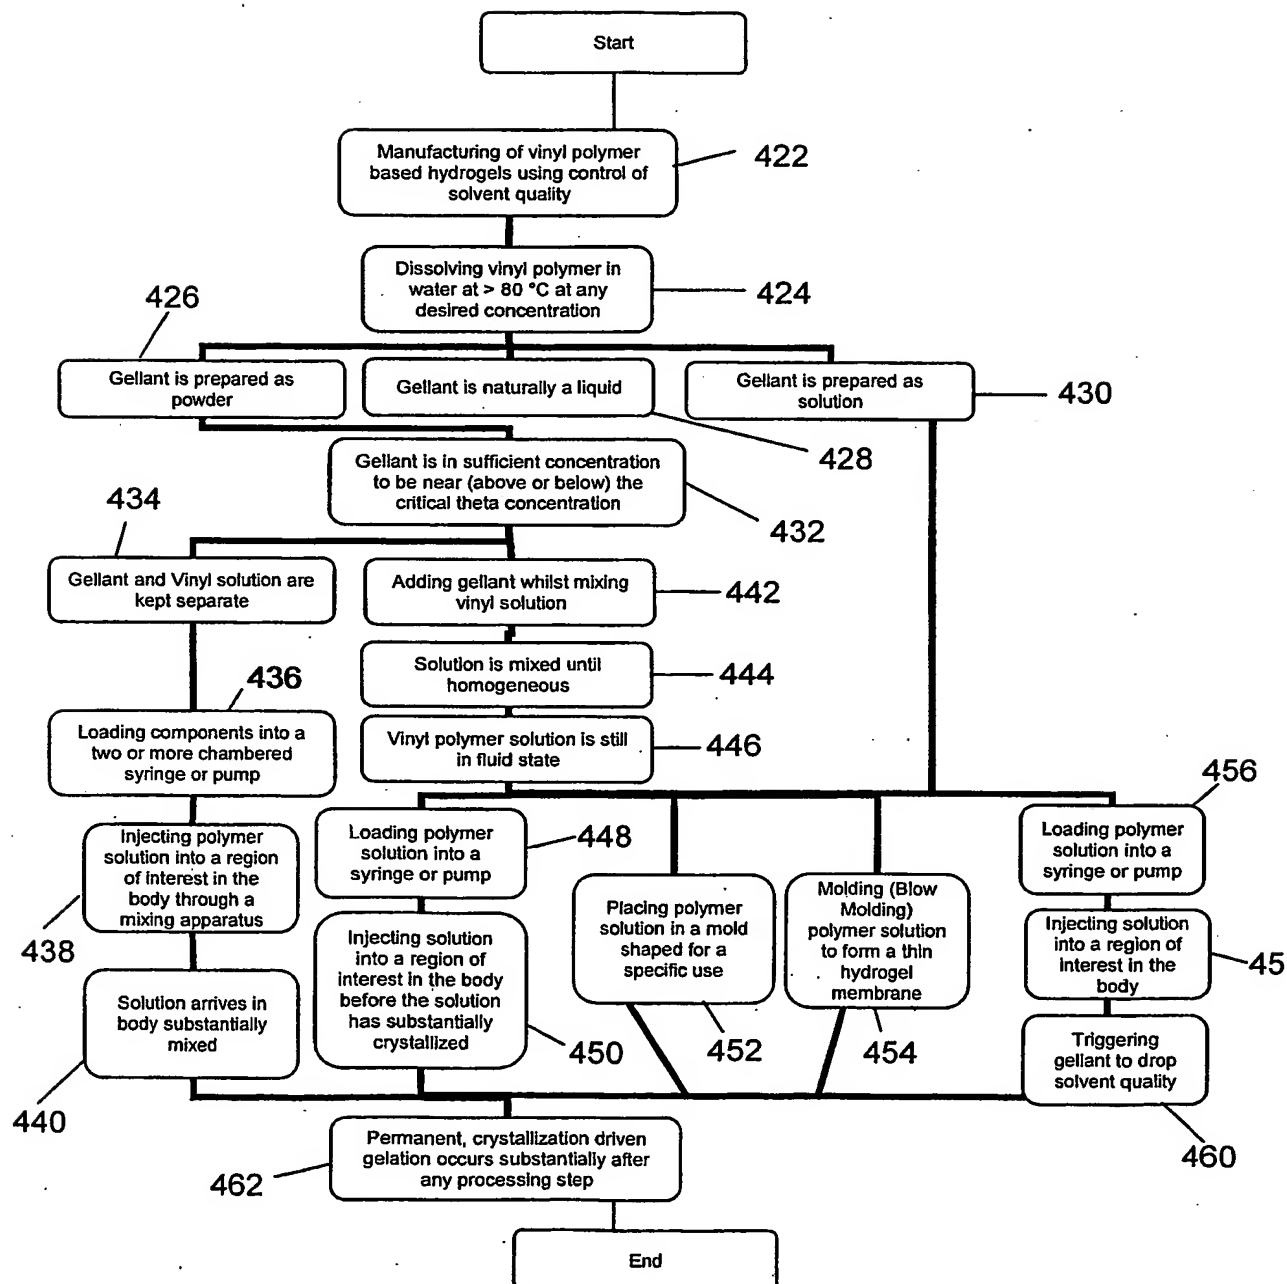 Start
Manufacturing of vinyl polymer
based hydrogels using control of
solvent quality
422
Dissolving vinyl polymer in
water at > 80 °C at any
desired concentration
424
426
Gellant is prepared as
powder
Gellant is naturally a liquid
428
Gellant is prepared as
solution
430
Gellant is in sufficient concentration
to be near (above or below) the
critical theta concentration
432
434
Gellant and Vinyl solution are
kept separate
Adding gellant whilst mixing
vinyl solution
442
Solution is mixed until
homogeneous
444
436
Loading components into a
two or more chambered
syringe or pump
Vinyl polymer solution is still
in fluid state
446
456
Injecting polymer
solution into a region
of interest in the
body through a
mixing apparatus
438
Loading polymer
solution into a
syringe or pump
448
Placing polymer
solution in a mold
shaped for a
specific use
452
Molding (Blow
Molding)
polymer solution
to form a thin
hydrogel
membrane
454
Loading polymer
solution into a
syringe or pump
Injecting solution
into a region of
interest in the
body
45
Solution arrives in
body substantially
mixed
440
Injecting solution
into a region of
interest in the body
before the solution
has substantially
crystallized
450
Triggering
gellant to drop
solvent quality
460
Permanent, crystallization driven
gelation occurs substantially after
any processing step
462
End